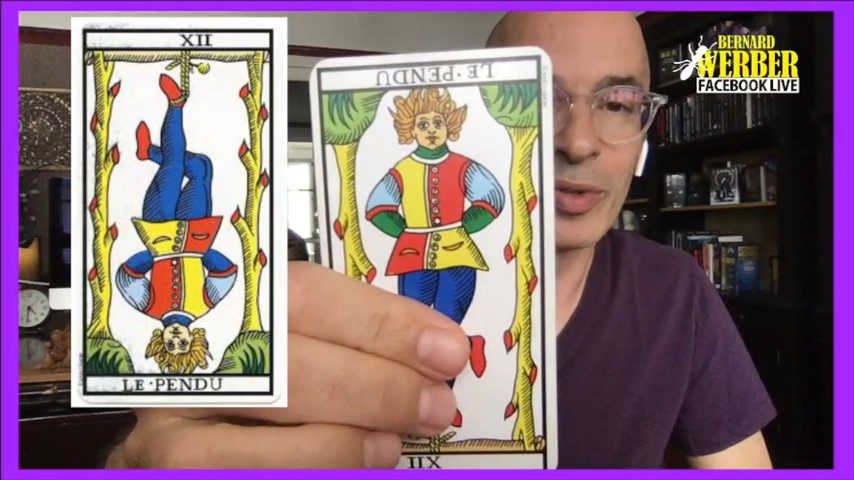 XII
LE·PENDU
LE·PENDU
XII
BERNARD
WERBER
FACEBOOK LIVE